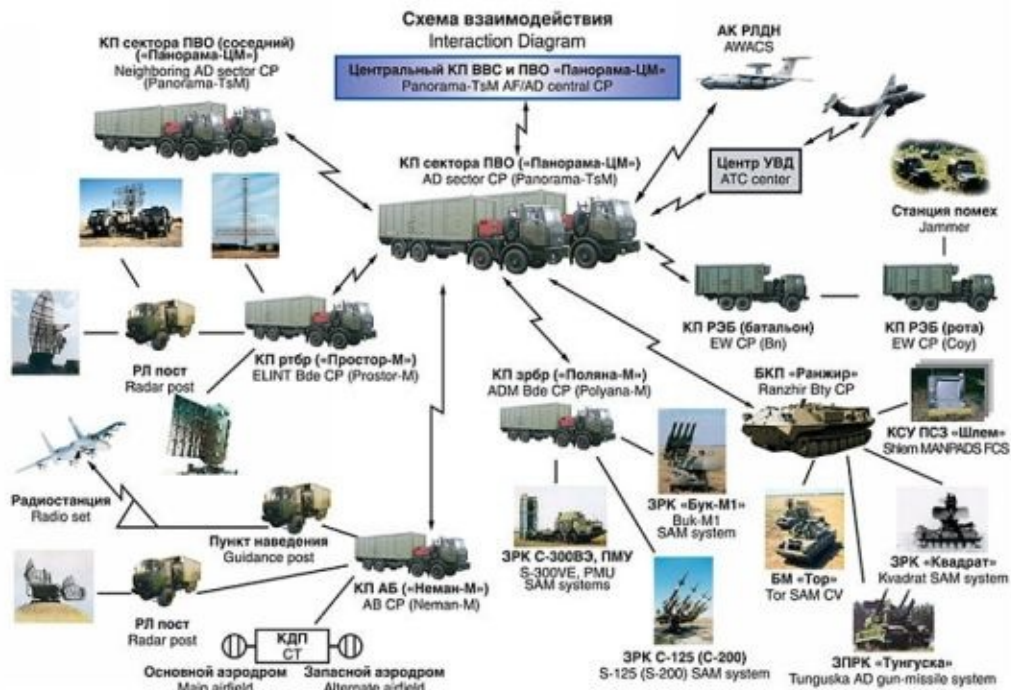 Схема взаимодействия
Interaction Diagram
Центральный КП ВВС и ПВО «Панорама-ЦМ»
Panorama-TsM AF/AD central CP
КП сектора ПВО (соседний)
(«Панорама-ЦМ»)
Neighboring AD sector CP
(Panorama-TsM)
АК РЛДН
AWACS
КП сектора ПВО («Панорама-ЦМ»)
AD sector CP (Panorama-TsM)
Центр УВД
ATC center
Станция помех
Jammer
РЛ пост
Radar post
КП ртбр («Простор-М»)
ELINT Bde CP (Prostor-M)
КП РЭБ (батальон)
EW CP (Bn)
КП РЭБ (рота)
EW CP (Coy)
КП зрбр («Поляна-М»)
ADM Bde CP (Polyana-M)
БКП «Ранжир»
Ranzhir Bty CP
КСУ ПСЗ «Шлем»
Shlem MANPADS FCS
Радиостанция
Radio set
Пункт наведения
Guidance post
ЗРК «Бук-М1»
Buk-M1
SAM system
ЗРК С-300ВЭ, ПМУ
S-300VE, PMU
SAM systems
БМ «Тор»
Tor SAM CV
ЗРК «Квадрат»
Kvadrat SAM system
РЛ пост
Radar post
КП АБ («Неман-М»)
AB CP (Neman-M)
КДП
СТ
Основной аэродром
Main airfield
Запасной аэродром
Alternate airfield
ЗРК С-125 (С-200)
S-125 (S-200) SAM system
ЗПРК «Тунгуска»
Tunguska AD gun-missile system